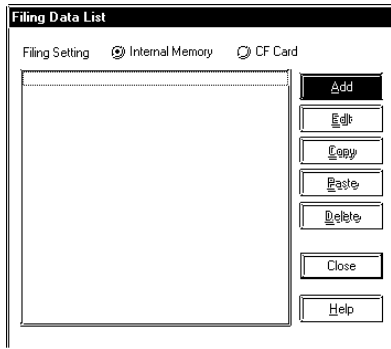 Filing Data List
Filing Setting Internal Memory CF Card
Add
Edit
Copy
Paste
Delete
Close
Help